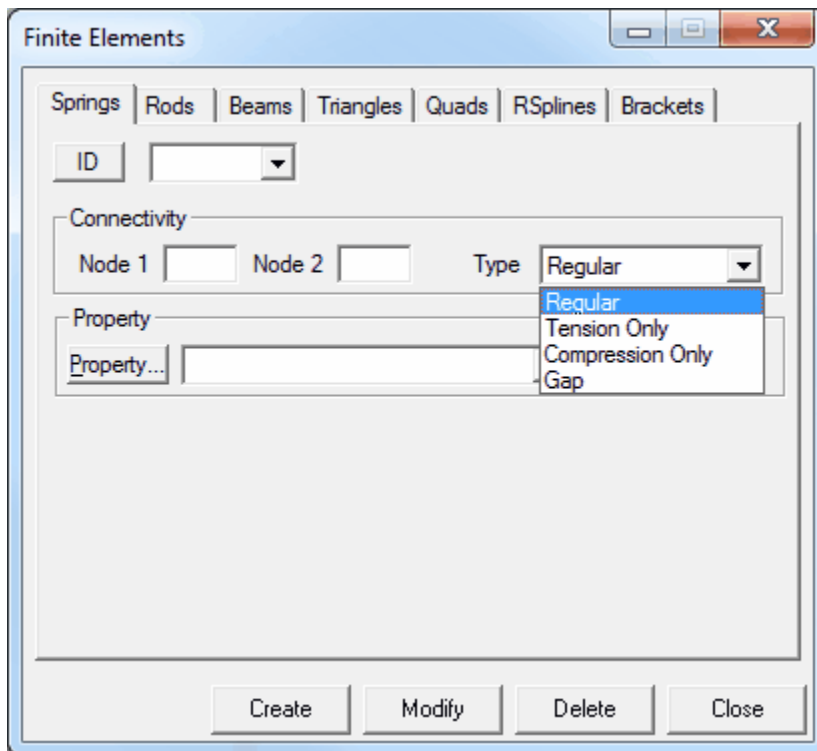 Finite Elements
Springs Rods Beams Triangles Quads RSplines Brackets
ID
Connectivity
Node 1 Node 2 Type Regular
Regular
Tension Only
Compression Only
Gap
Property
Property...
Create Modify Delete Close